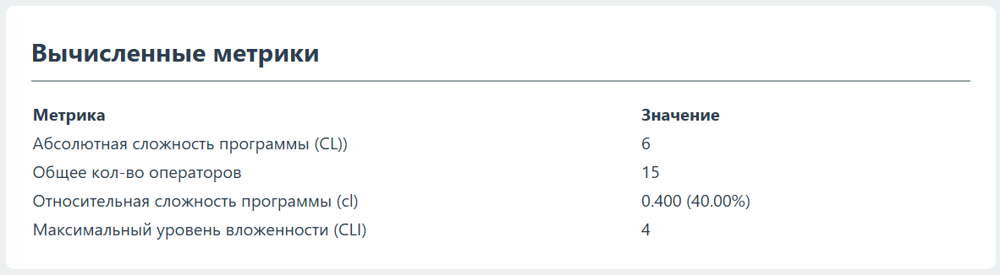 Вычисленные метрики
Метрика Значение
Абсолютная сложность программы (CL)) 6
Общее кол-во операторов 15
Относительная сложность программы (cl) 0.400 (40.00%)
Максимальный уровень вложенности (CLI) 4